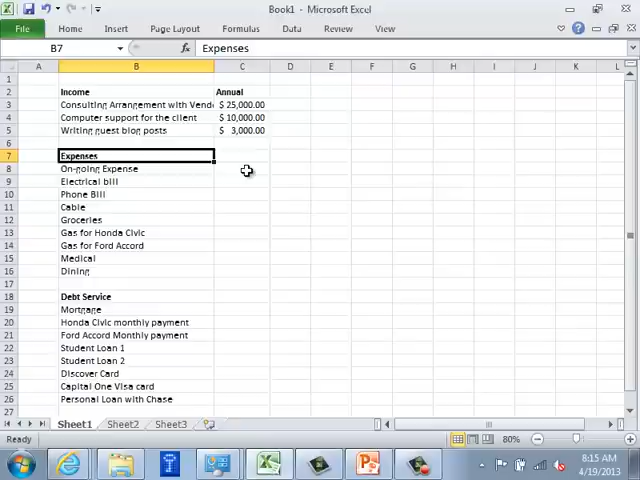 Book1 - Microsoft Excel
File Home Insert Page Layout Formulas Data Review View
B7 fx Expenses
A B C D E F G H I J K L
1
2 Income Annual
3 Consulting Arrangement with Vend $ 25,000.00
4 Computer support for the client $ 10,000.00
5 Writing guest blog posts $ 3,000.00
6
7 Expenses
8 On-going Expense
9 Electrical bill
10 Phone Bill
11 Cable
12 Groceries
13 Gas for Honda Civic
14 Gas for Ford Accord
15 Medical
16 Dining
17
18 Debt Service
19 Mortgage
20 Honda Civic monthly payment
21 Ford Accord Monthly payment
22 Student Loan 1
23 Student Loan 2
24 Discover Card
25 Capital One Visa card
26 Personal Loan with Chase
27
Sheet1 Sheet2 Sheet3
Ready 80%
8:15 AM
4/19/2013